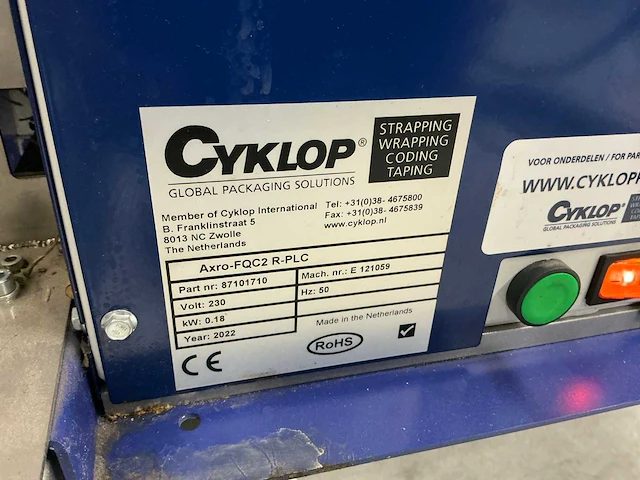 CYKLOP®
STRAPPING
WRAPPING
CODING
TAPING
GLOBAL PACKAGING SOLUTIONS
Member of Cyklop International
B. Franklinstraat 5
8013 NC Zwolle
The Netherlands
Tel: +31(0)38- 4675800
Fax: +31(0)38- 4675839
www.cyklop.nl
Axro-FQC2 R-PLC
Part nr: 87101710
Mach. nr.: E 121059
Volt: 230
Hz: 50
kW: 0.18
Year: 2022
Made in the Netherlands
CE
RoHS
VOOR ONDERDELEN / FOR PAR
WWW.CYKLOP
CYKLOP®
GLOBAL PACKAGING SOLUTIONS